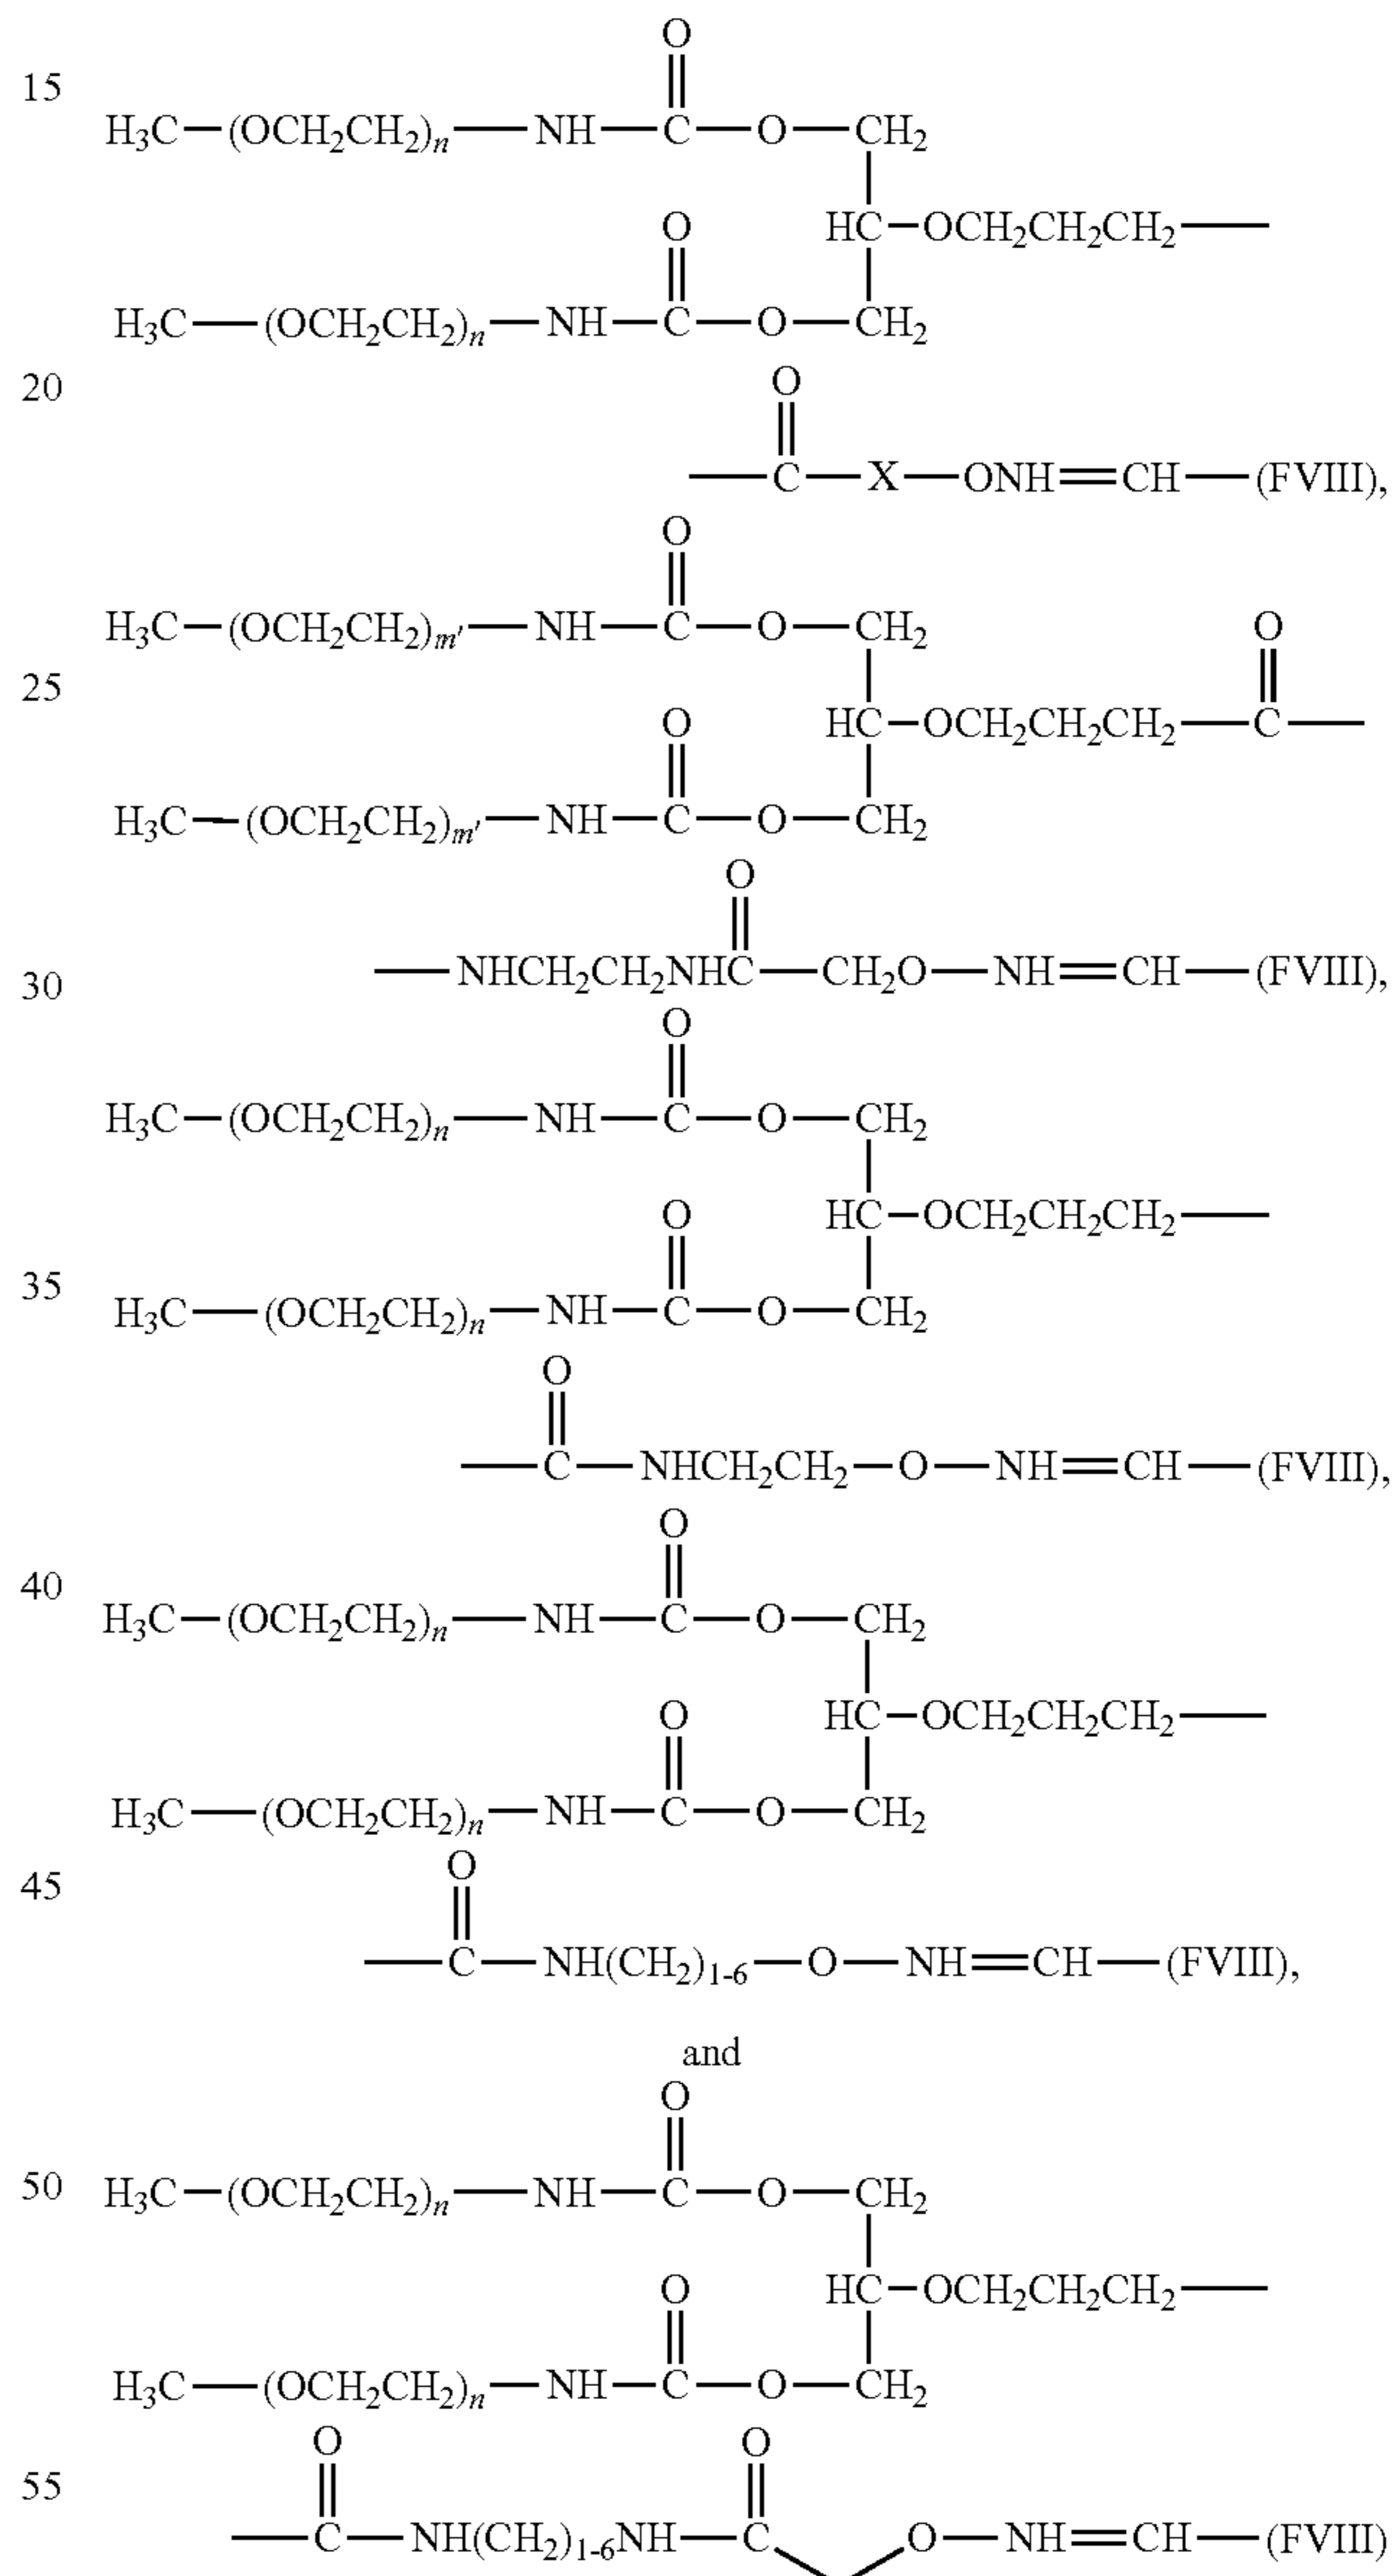 O
15
H₃C—(OCH₂CH₂)ₙ—NH—C—O—CH₂
O HC—OCH₂CH₂CH₂—
H₃C—(OCH₂CH₂)ₙ—NH—C—O—CH₂
20 O
—C—X—ONH=CH—(FVIII),
O
H₃C—(OCH₂CH₂)m'—NH—C—O—CH₂ O
25
O HC—OCH₂CH₂CH₂—C—
H₃C—(OCH₂CH₂)m'—NH—C—O—CH₂
O
30 —NHCH₂CH₂NHC—CH₂O—NH=CH—(FVIII),
O
H₃C—(OCH₂CH₂)ₙ—NH—C—O—CH₂
O HC—OCH₂CH₂CH₂—
35
H₃C—(OCH₂CH₂)ₙ—NH—C—O—CH₂
O
—C—NHCH₂CH₂—O—NH=CH—(FVIII),
O
40
H₃C—(OCH₂CH₂)ₙ—NH—C—O—CH₂
O HC—OCH₂CH₂CH₂—
H₃C—(OCH₂CH₂)ₙ—NH—C—O—CH₂
O
45
—C—NH(CH₂)₁₋₆—O—NH=CH—(FVIII),
and
O
50 H₃C—(OCH₂CH₂)ₙ—NH—C—O—CH₂
O HC—OCH₂CH₂CH₂—
H₃C—(OCH₂CH₂)ₙ—NH—C—O—CH₂
O O
55
—C—NH(CH₂)₁₋₆NH—C O—NH=CH—(FVIII)